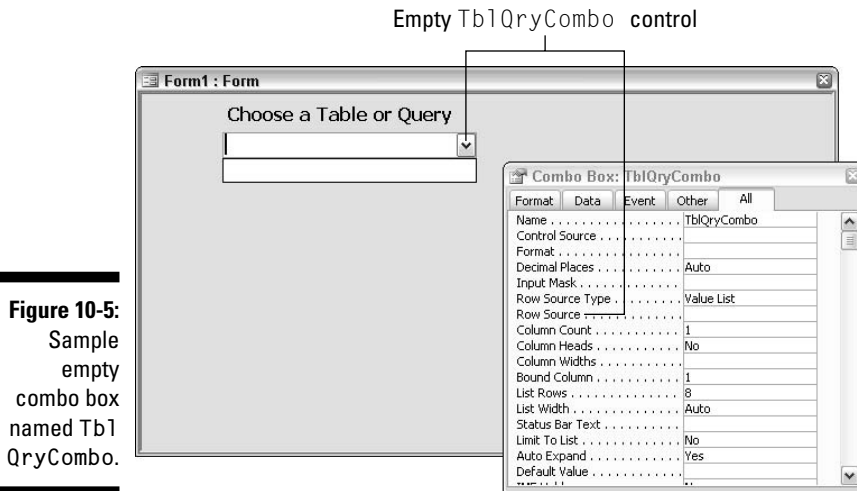 Empty TblQryCombo control
Form1 : Form
Choose a Table or Query
Combo Box: TblQryCombo
Format Data Event Other All
Name . . . . . . . . . . . . . . . . . TblQryCombo
Control Source . . . . . . . . . . .
Format . . . . . . . . . . . . . . . .
Decimal Places . . . . . . . . . . . Auto
Input Mask . . . . . . . . . . . . . .
Row Source Type . . . . . . . . . Value List
Row Source . . . . . . . . . . . . .
Column Count . . . . . . . . . . . 1
Column Heads . . . . . . . . . . . No
Column Widths . . . . . . . . . . .
Bound Column . . . . . . . . . . . 1
List Rows . . . . . . . . . . . . . . 8
List Width . . . . . . . . . . . . . . Auto
Status Bar Text . . . . . . . . . .
Limit To List . . . . . . . . . . . . . No
Auto Expand . . . . . . . . . . . . Yes
Default Value . . . . . . . . . . . .
Figure 10-5:
Sample
empty
combo box
named Tbl
QryCombo.